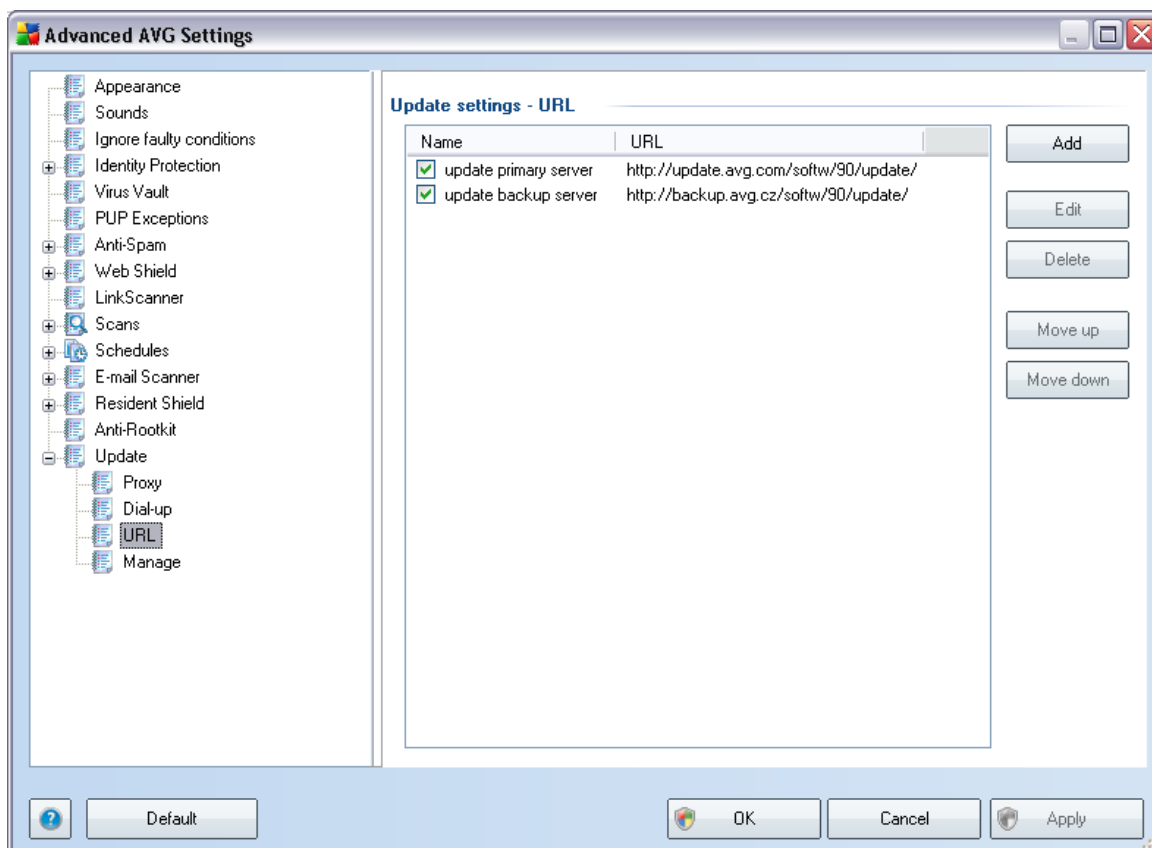 Advanced AVG Settings
Appearance
Sounds
Ignore faulty conditions
Identity Protection
Virus Vault
PUP Exceptions
Anti-Spam
Web Shield
LinkScanner
Scans
Schedules
E-mail Scanner
Resident Shield
Anti-Rootkit
Update
Proxy
Dial-up
URL
Manage
Update settings - URL
Name URL
update primary server http://update.avg.com/softw/90/update/
update backup server http://backup.avg.cz/softw/90/update/
Add
Edit
Delete
Move up
Move down
? Default OK Cancel Apply